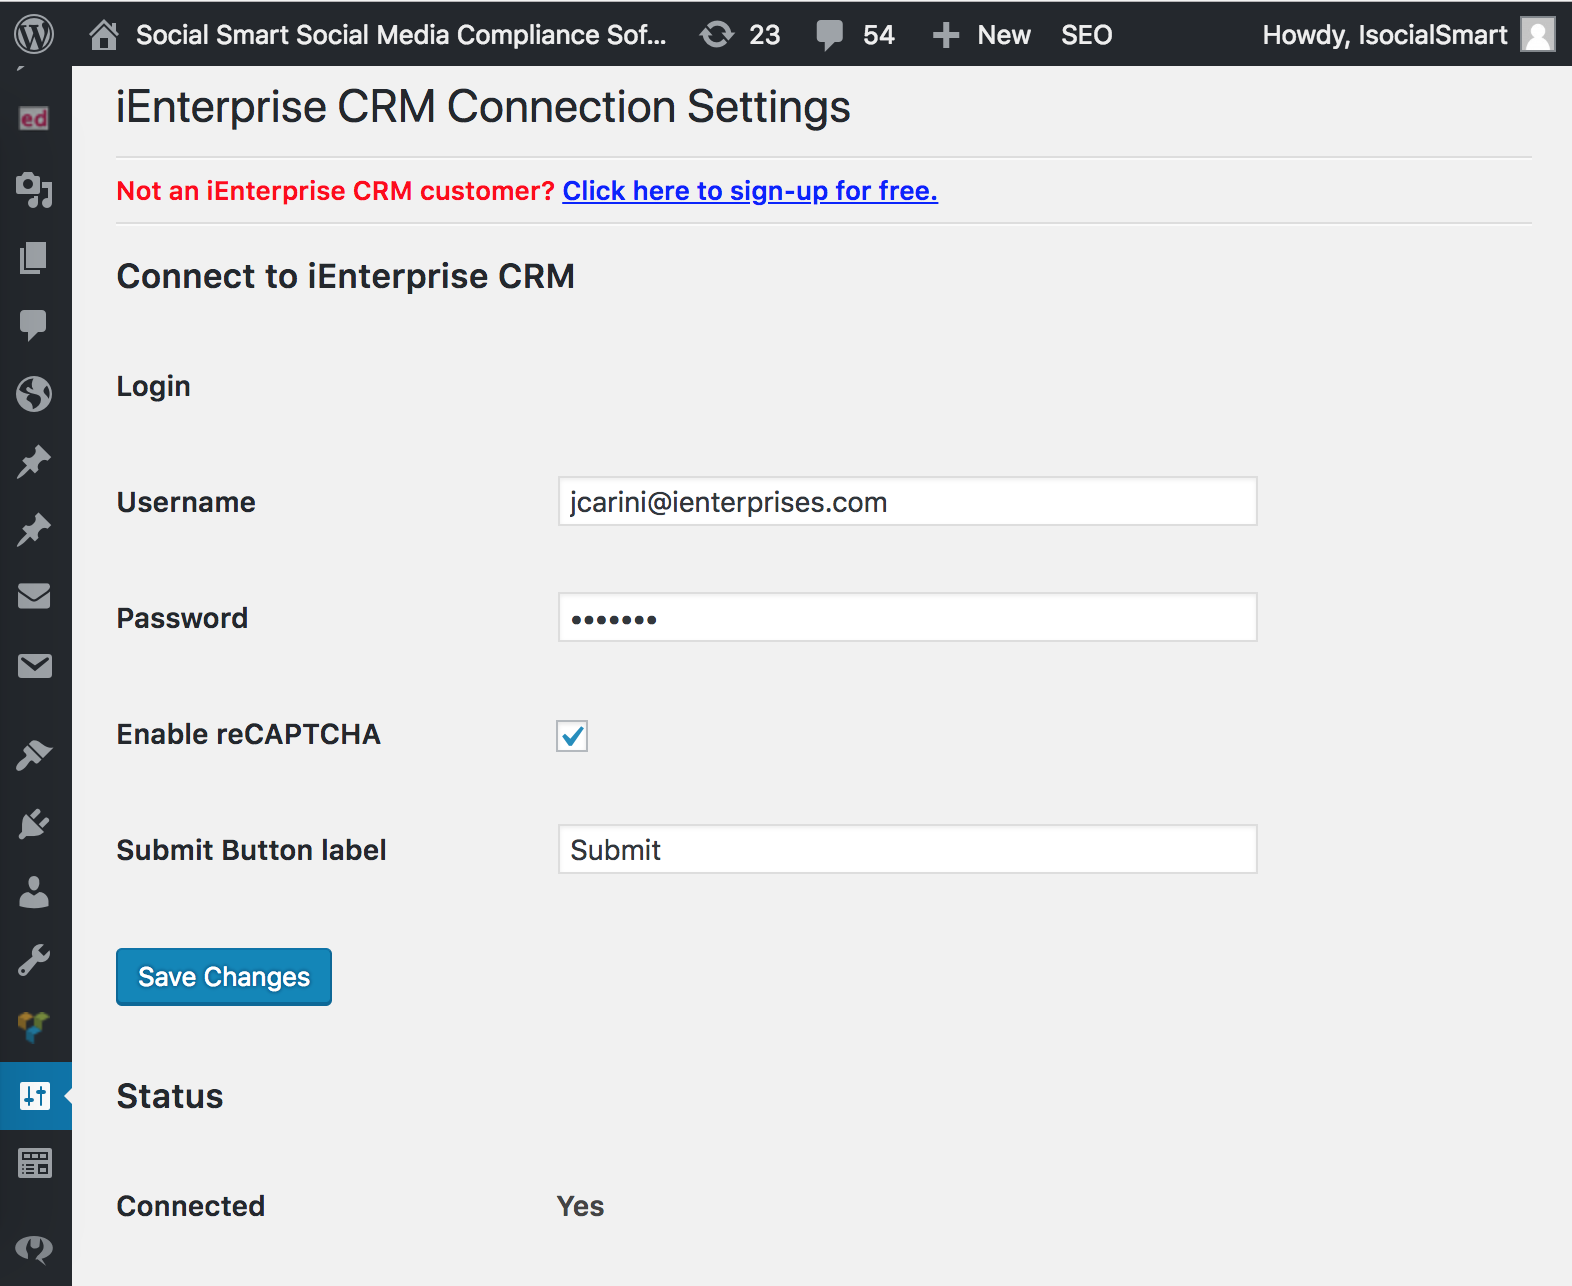 Social Smart Social Media Compliance Sof... 23 54 New SEO Howdy, IsocialSmart
ed
iEnterprise CRM Connection Settings
Not an iEnterprise CRM customer? Click here to sign-up for free.
Connect to iEnterprise CRM
Login
Username jcarini@ienterprises.com
Password •••••••
Enable reCAPTCHA
Submit Button label Submit
Save Changes
Status
Connected Yes